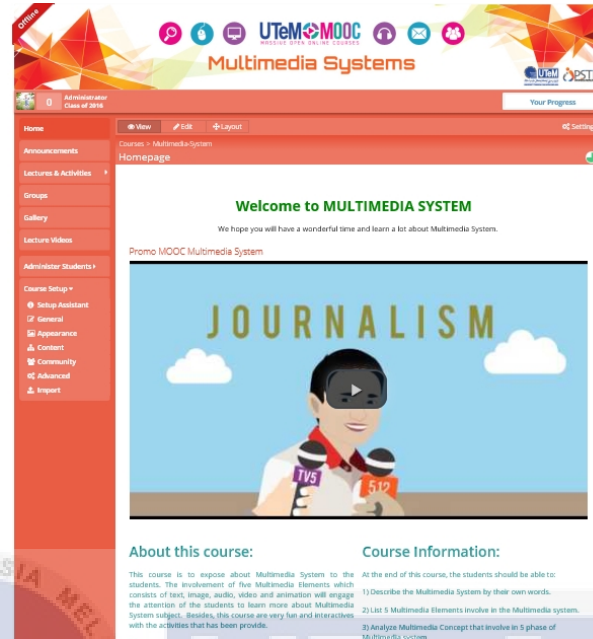 Offline
UTeM MOOC
MASSIVE OPEN ONLINE COURSES
Multimedia Systems
UTeM PSTI
0 Administrator
Class of 2016
Your Progress
Home
Announcements
Lectures & Activities
Groups
Gallery
Lecture Videos
Administer Students
Course Setup
Setup Assistant
General
Appearance
Content
Community
Advanced
Import
View Edit Layout
Setting
Courses > Multimedia-System
Homepage
Welcome to MULTIMEDIA SYSTEM
We hope you will have a wonderful time and learn a lot about Multimedia System.
Promo MOOC Multimedia System
JOURNALISM
TV5
512
About this course:
This course is to expose about Multimedia System to the
students. The involvement of five Multimedia Elements which
consists of text, image, audio, video and animation will engage
the attention of the students to learn more about Multimedia
System subject. Besides, this course are very fun and interactives
with the activities that has been provide.
Course Information:
At the end of this course, the students should be able to:
1) Describe the Multimedia System by their own words.
2) List 5 Multimedia Elements involve in the Multimedia system.
3) Analyze Multimedia Concept that involve in 5 phase of
Multimedia system
SIA MEL